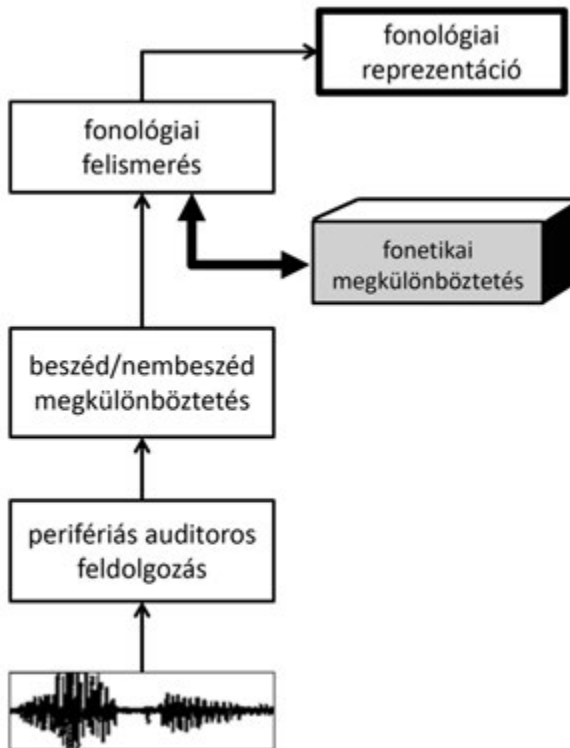 fonológiai
reprezentáció
fonológiai
felismerés
fonetikai
megkülönböztetés
beszéd/nembeszéd
megkülönböztetés
perifériás auditoros
feldolgozás